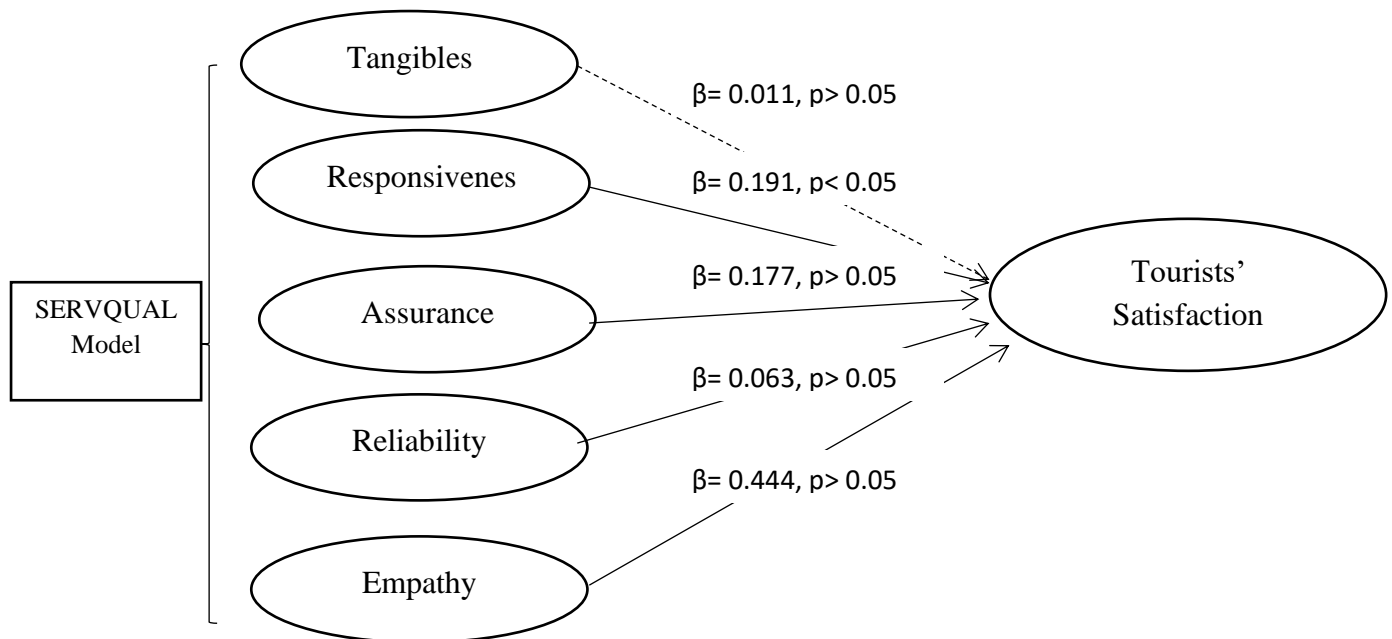 Tangibles
β= 0.011, p> 0.05
Responsivenes
β= 0.191, p< 0.05
SERVQUAL
Model
Assurance
β= 0.177, p> 0.05
Tourists’
Satisfaction
Reliability
β= 0.063, p> 0.05
Empathy
β= 0.444, p> 0.05